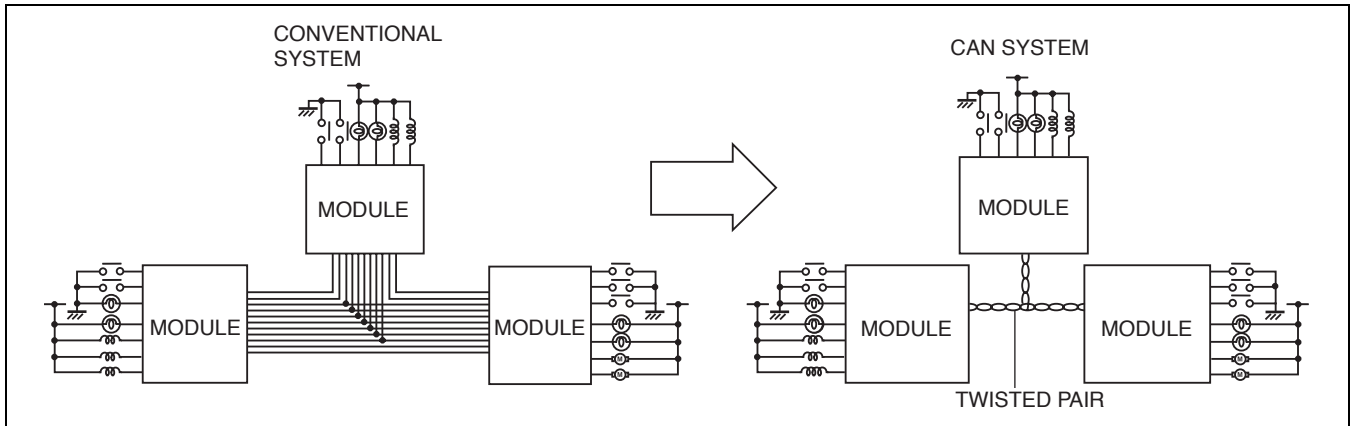 CONVENTIONAL
SYSTEM
MODULE
MODULE
MODULE
M
M
CAN SYSTEM
MODULE
MODULE
MODULE
M
M
TWISTED PAIR